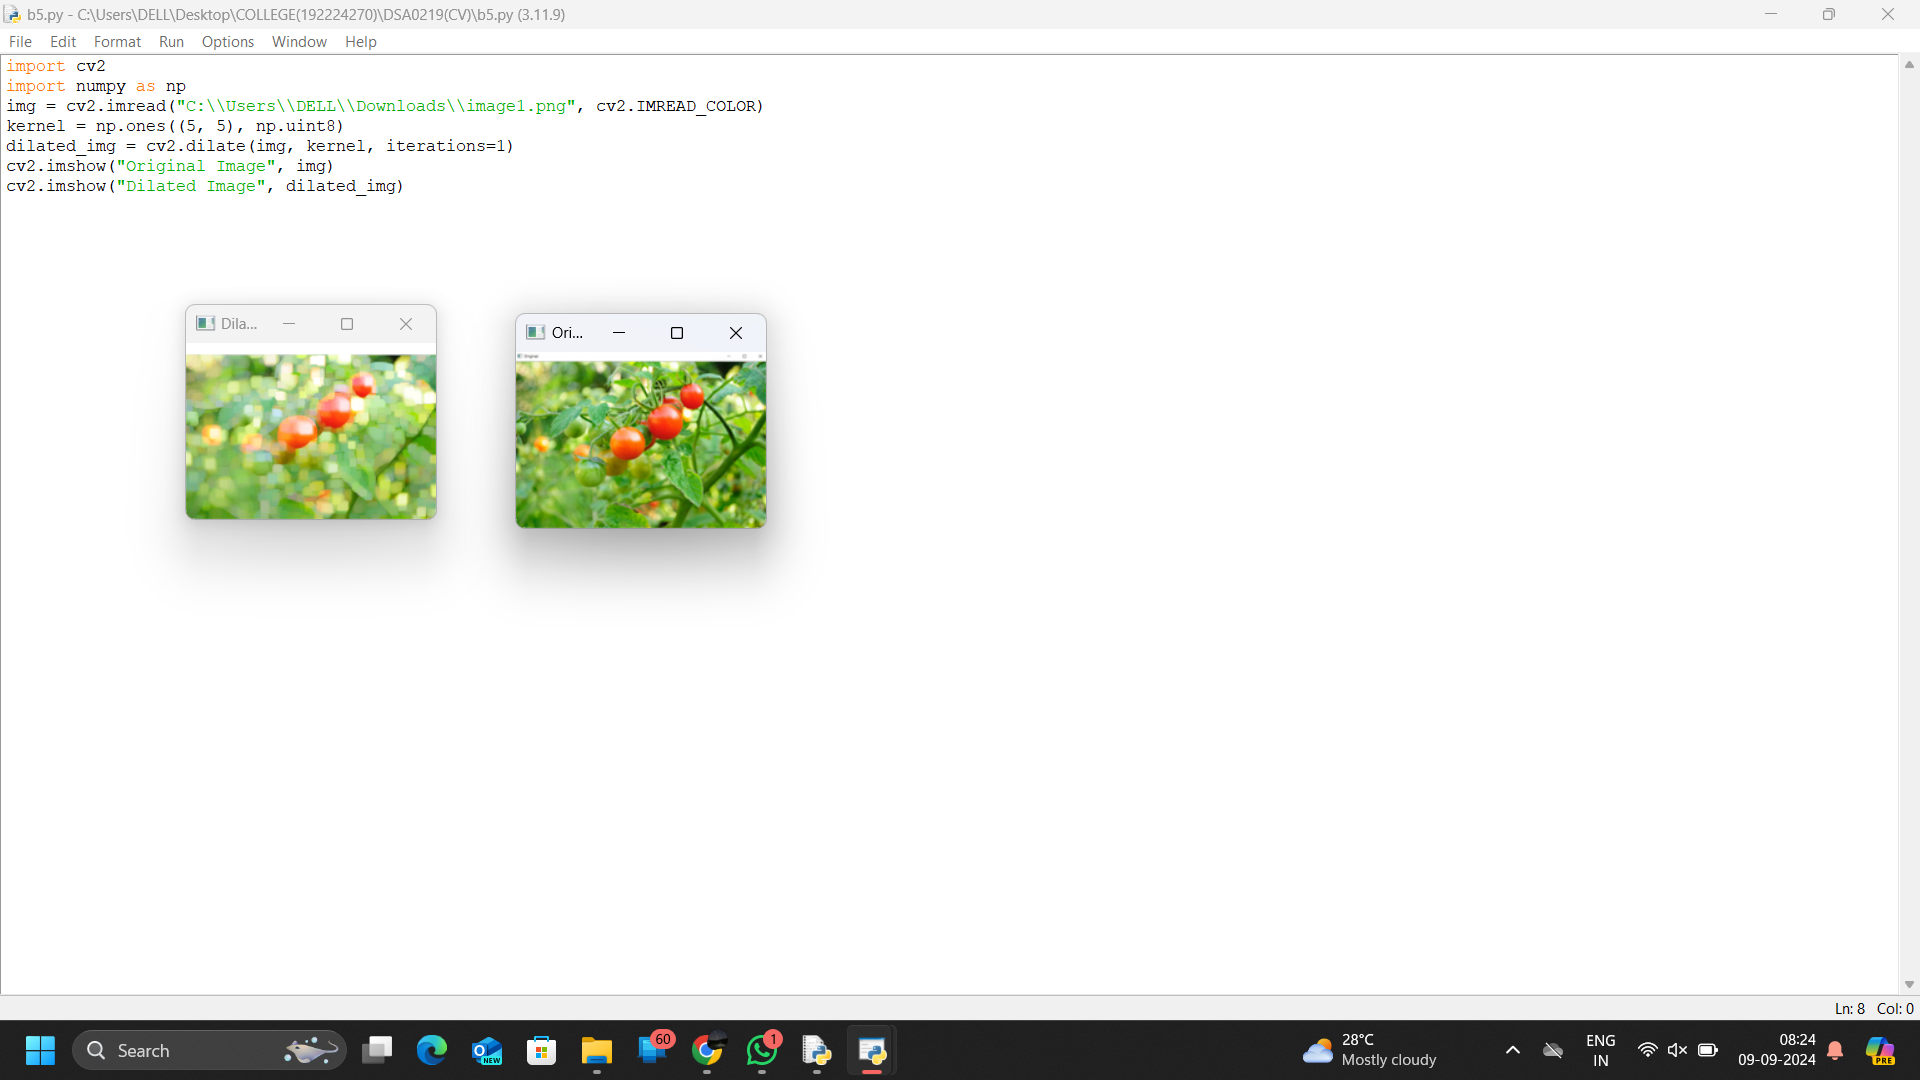 b5.py - C:\Users\DELL\Desktop\COLLEGE(192224270)\DSA0219(CV)\b5.py (3.11.9)
File Edit Format Run Options Window Help
import cv2
import numpy as np
img = cv2.imread("C:\\Users\\DELL\\Downloads\\image1.png", cv2.IMREAD_COLOR)
kernel = np.ones((5, 5), np.uint8)
dilated_img = cv2.dilate(img, kernel, iterations=1)
cv2.imshow("Original Image", img)
cv2.imshow("Dilated Image", dilated_img)
Dila...
Ori...
Ln: 8 Col: 0
Search
NEW
60
1
28°C
Mostly cloudy
ENG
IN
08:24
09-09-2024
PRE